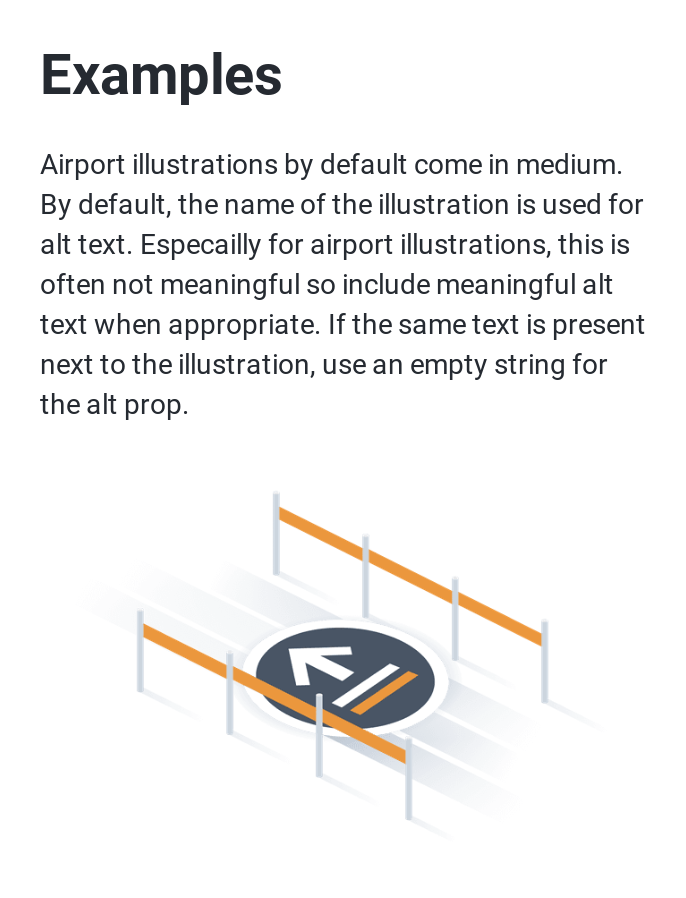 Examples
Airport illustrations by default come in medium.
By default, the name of the illustration is used for
alt text. Especailly for airport illustrations, this is
often not meaningful so include meaningful alt
text when appropriate. If the same text is present
next to the illustration, use an empty string for
the alt prop.